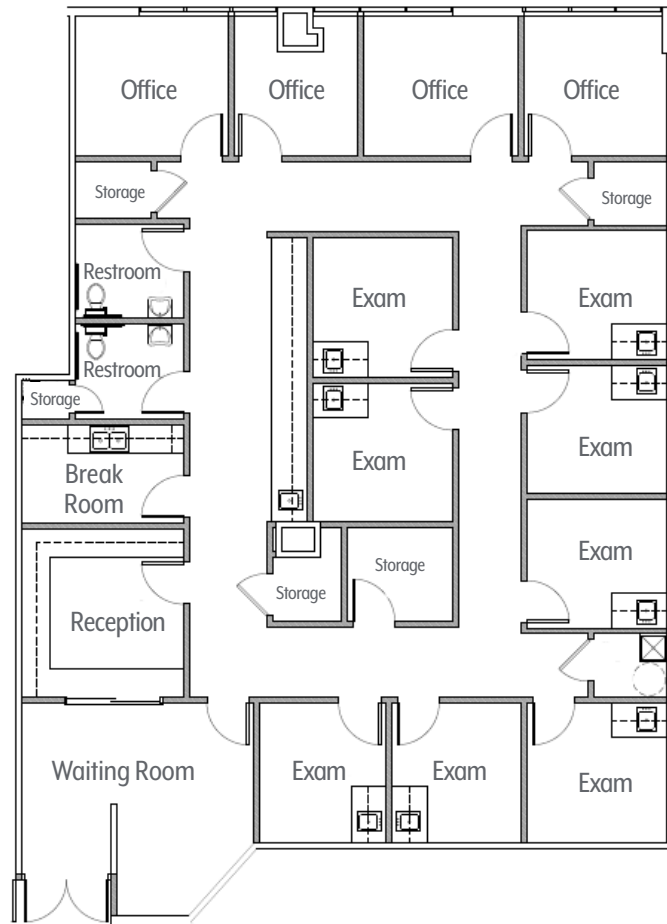 Office
Office
Office
Office
Storage
Storage
Restroom
Exam
Exam
Restroom
Storage
Exam
Exam
Break
Room
Exam
Storage
Storage
Reception
Waiting Room
Exam
Exam
Exam